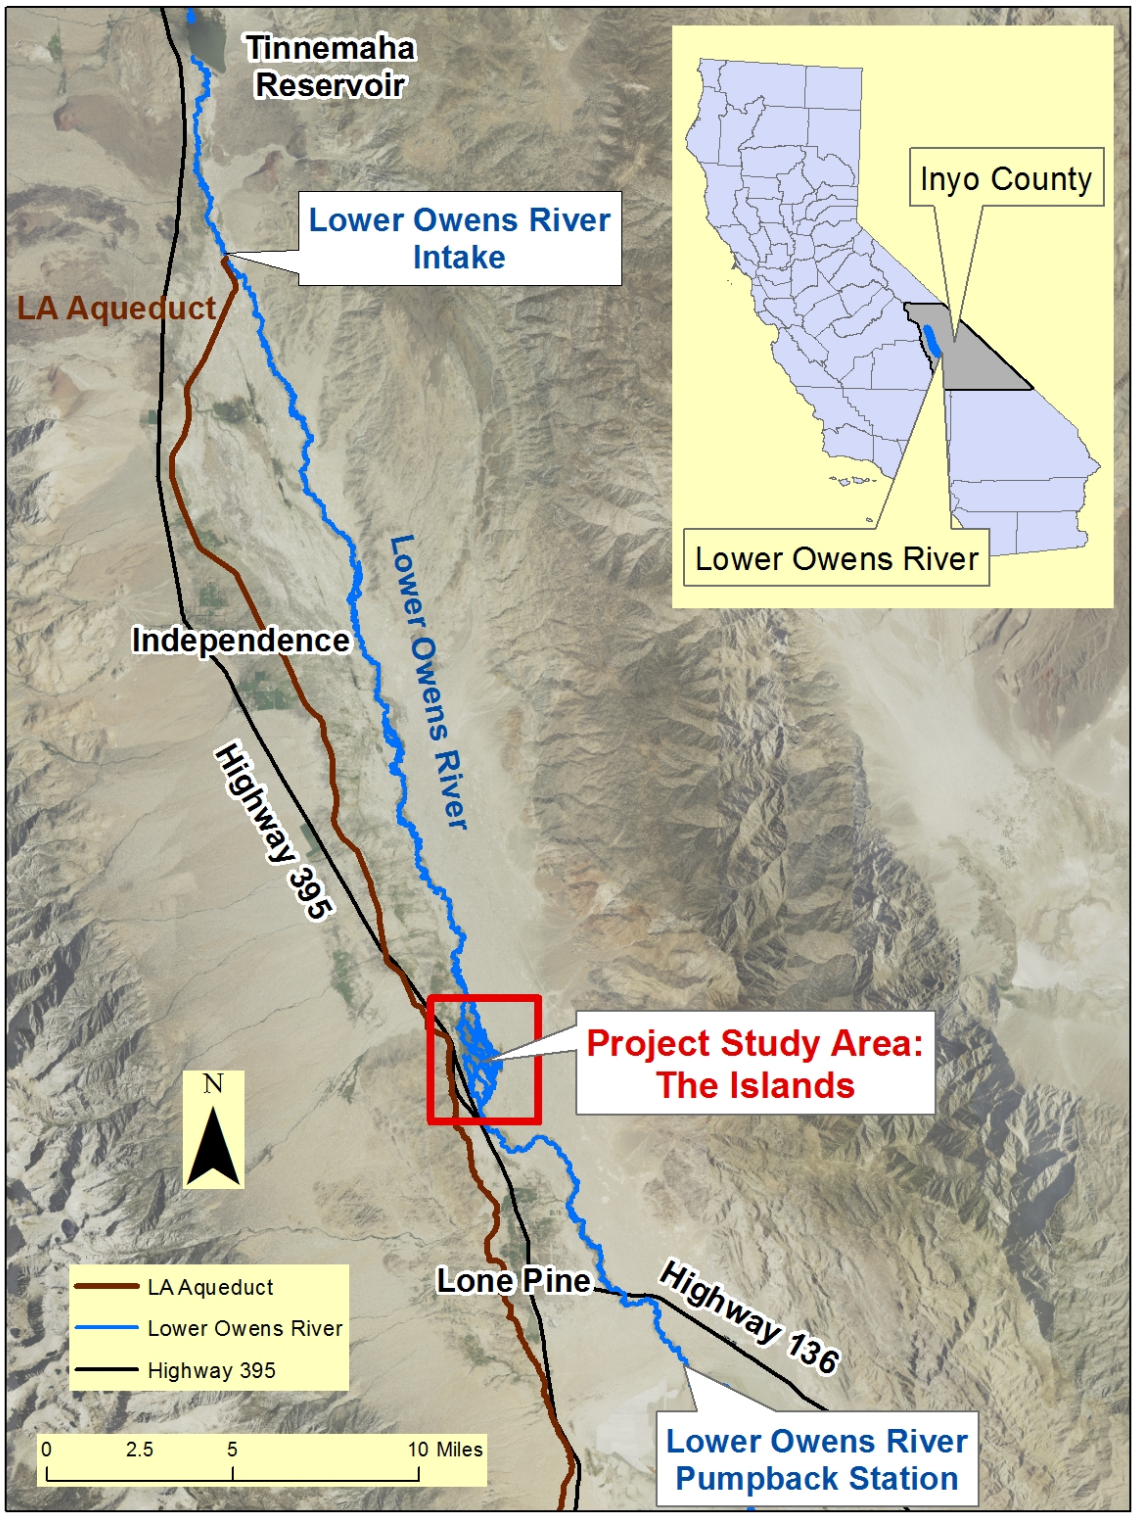 Tinnemaha
Reservoir
Inyo County
Lower Owens River
Intake
LA Aqueduct
Lower Owens River
Lower Owens River
Independence
Highway 395
Project Study Area:
The Islands
N
Lone Pine
Highway 136
LA Aqueduct
Lower Owens River
Highway 395
Lower Owens River
Pumpback Station
0 2.5 5 10 Miles